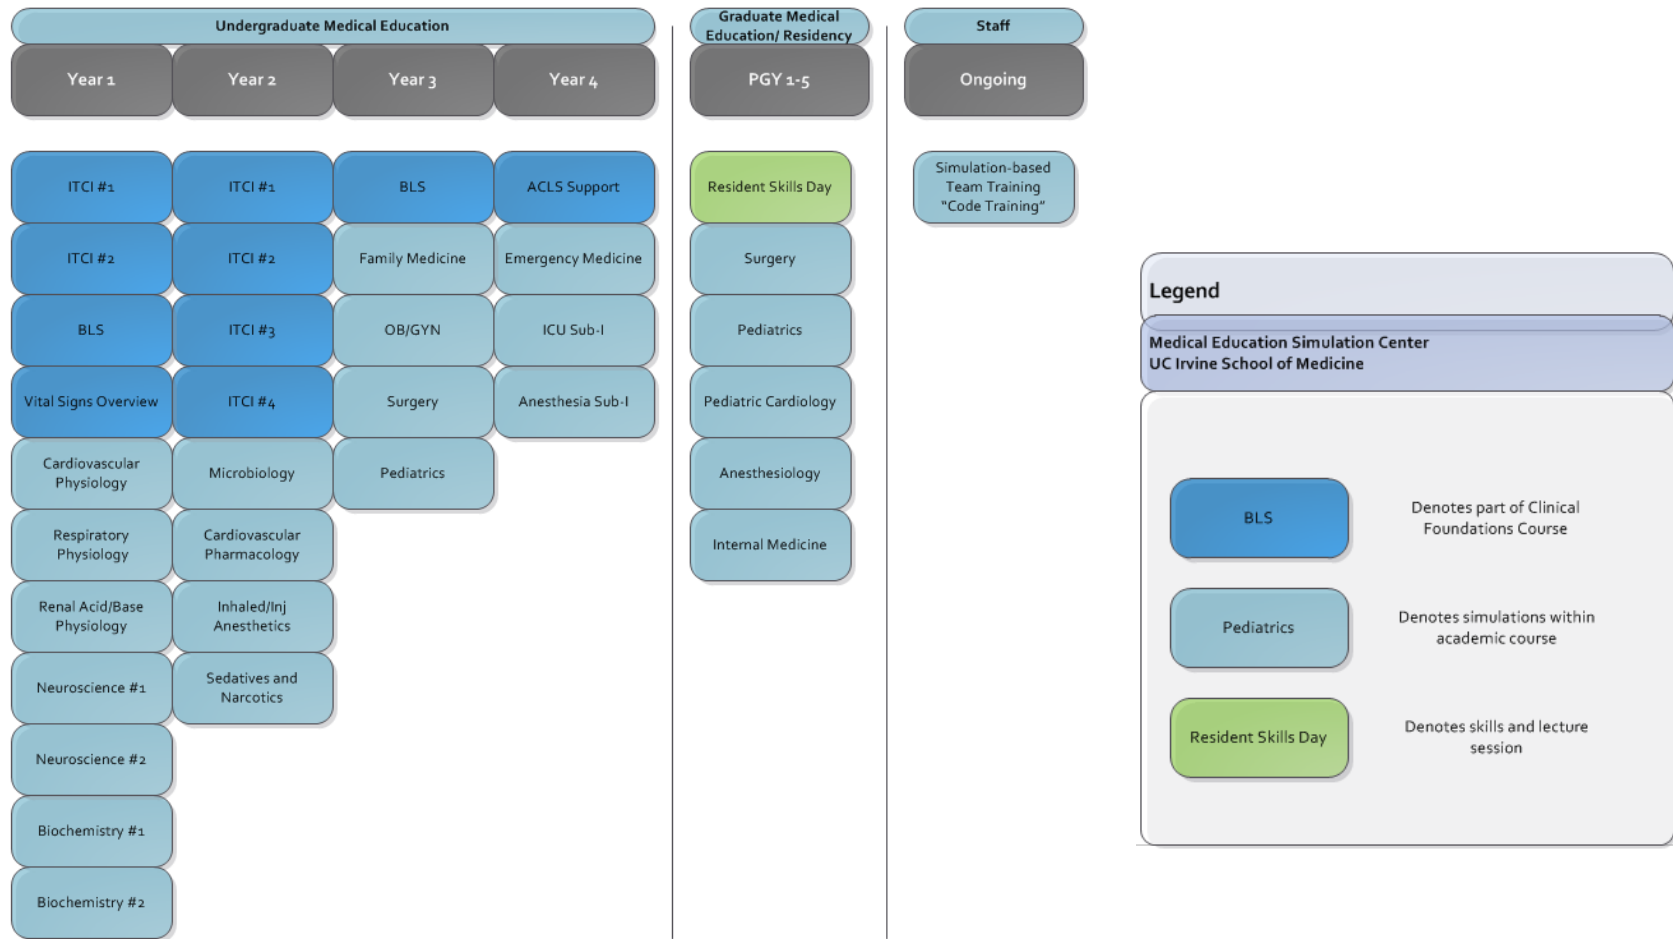 Undergraduate Medical Education
Graduate Medical
Education/ Residency
Staff
Year 1
Year 2
Year 3
Year 4
PGY 1-5
Ongoing
ITCI #1
ITCI #2
BLS
Vital Signs Overview
Cardiovascular
Physiology
Respiratory
Physiology
Renal Acid/Base
Physiology
Neuroscience #1
Neuroscience #2
Biochemistry #1
Biochemistry #2
ITCI #1
ITCI #2
ITCI #3
ITCI #4
Microbiology
Cardiovascular
Pharmacology
Inhaled/Inj
Anesthetics
Sedatives and
Narcotics
BLS
Family Medicine
OB/GYN
Surgery
Pediatrics
ACLS Support
Emergency Medicine
ICU Sub-I
Anesthesia Sub-I
Resident Skills Day
Surgery
Pediatrics
Pediatric Cardiology
Anesthesiology
Internal Medicine
Simulation-based
Team Training
“Code Training”
Legend
Medical Education Simulation Center
UC Irvine School of Medicine
BLS
Denotes part of Clinical
Foundations Course
Pediatrics
Denotes simulations within
academic course
Resident Skills Day
Denotes skills and lecture
session